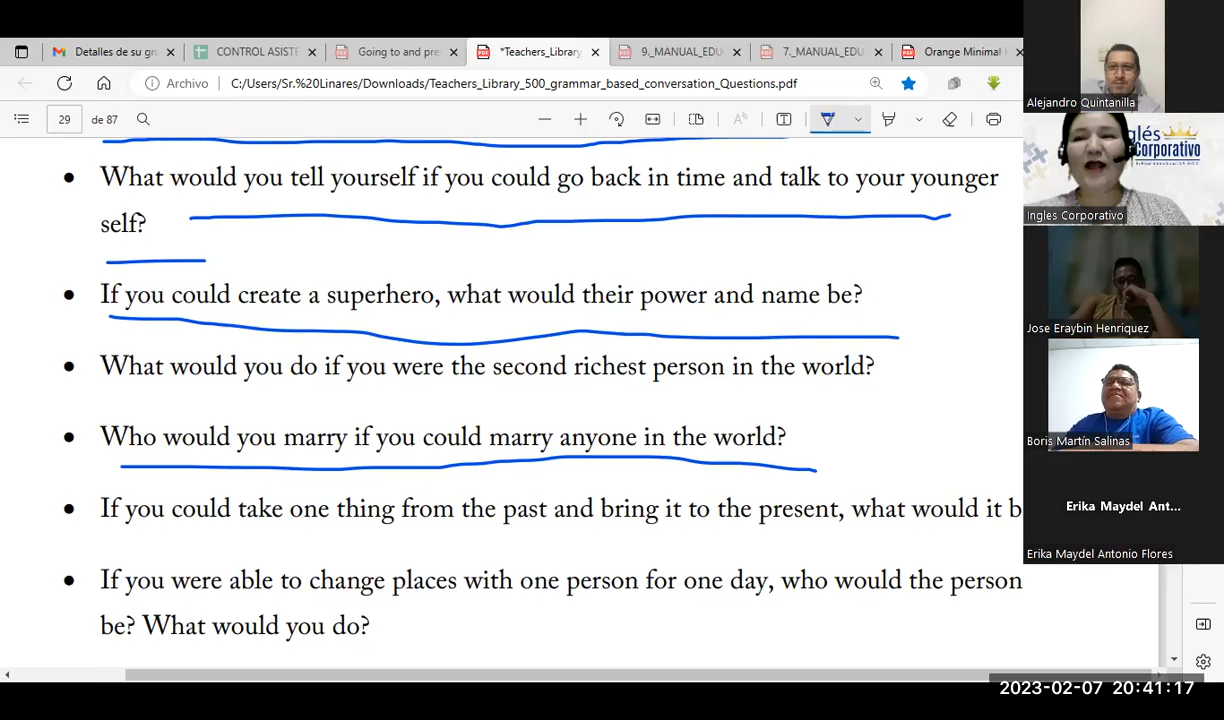 Detalles de su gr
CONTROL ASISTE
Going to and pre
*Teachers_Library
9._MANUAL_EDU
7._MANUAL_EDU
Orange Minimal
Archivo
C:/Users/Sr.%20Linares/Downloads/Teachers_Library_500_grammar_based_conversation_Questions.pdf
29
de 87
What would you tell yourself if you could go back in time and talk to your younger
self?
If you could create a superhero, what would their power and name be?
What would you do if you were the second richest person in the world?
Who would you marry if you could marry anyone in the world?
If you could take one thing from the past and bring it to the present, what would it b
If you were able to change places with one person for one day, who would the person
be? What would you do?
Alejandro Quintanilla
glés
Corporativo
Ingles Corporativo
Jose Eraybin Henriquez
Boris Martín Salinas
Erika Maydel Ant...
Erika Maydel Antonio Flores
2023-02-07 20:41:17